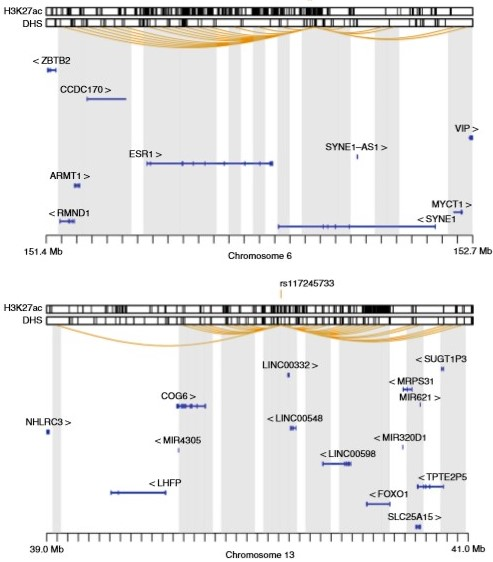 H3K27ac
DHS
< ZBTB2
CCDC170 >
VIP >
SYNE1–AS1 >
ESR1 >
ARMT1 >
MYCT1 >
< RMND1
< SYNE1
151.4 Mb
Chromosome 6
152.7 Mb
rs117245733
H3K27ac
DHS
< SUGT1P3
LINC00332 >
< MRPS31
COG6 >
MIR621 >
NHLRC3 >
< LINC00548
< MIR4305
< MIR320D1
< LINC00598
< LHFP
< TPTE2P5
< FOXO1
SLC25A15 >
39.0 Mb
Chromosome 13
41.0 Mb